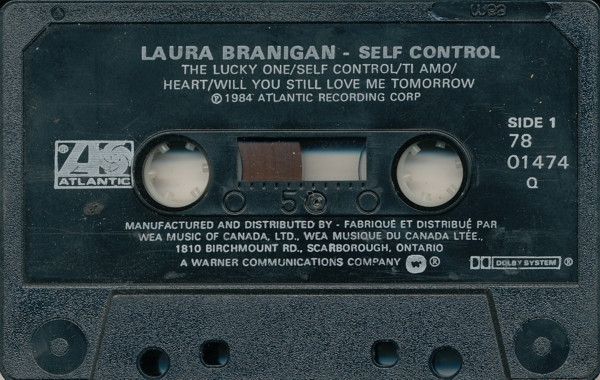 LAURA BRANIGAN - SELF CONTROL
THE LUCKY ONE/SELF CONTROL/TI AMO/
HEART/WILL YOU STILL LOVE ME TOMORROW
℗ 1984 ATLANTIC RECORDING CORP
SIDE 1
78
01474
Q
ATLANTIC
50
MANUFACTURED AND DISTRIBUTED BY - FABRIQUÉ ET DISTRIBUÉ PAR
WEA MUSIC OF CANADA, LTD., WEA MUSIQUE DU CANADA LTÉE.,
1810 BIRCHMOUNT RD., SCARBOROUGH, ONTARIO
A WARNER COMMUNICATIONS COMPANY ®
DOLBY SYSTEM ®